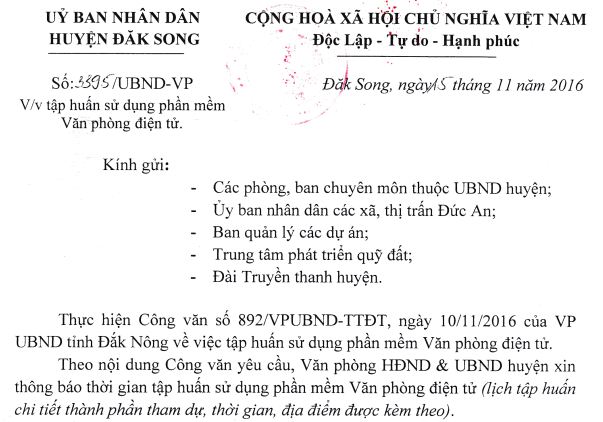 UỶ BAN NHÂN DÂN
HUYỆN ĐĂK SONG
CỘNG HOÀ XÃ HỘI CHỦ NGHĨA VIỆT NAM
Độc Lập - Tự do - Hạnh phúc
Số:3395/UBND-VP
V/v tập huấn sử dụng phần mềm
Văn phòng điện tử.
Đăk Song, ngày 15 tháng 11 năm 2016
Kính gửi:
- Các phòng, ban chuyên môn thuộc UBND huyện;
- Ủy ban nhân dân các xã, thị trấn Đức An;
- Ban quản lý các dự án;
- Trung tâm phát triển quỹ đất;
- Đài Truyền thanh huyện.
Thực hiện Công văn số 892/VPUBND-TTĐT, ngày 10/11/2016 của VP
UBND tỉnh Đắk Nông về việc tập huấn sử dụng phần mềm Văn phòng điện tử.
Theo nội dung Công văn yêu cầu, Văn phòng HĐND & UBND huyện xin
thông báo thời gian tập huấn sử dụng phần mềm Văn phòng điện tử (lịch tập huấn
chi tiết thành phần tham dự, thời gian, địa điểm được kèm theo).